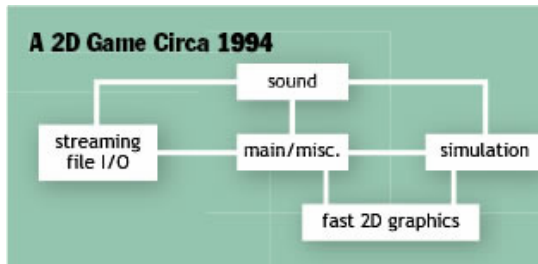 A 2D Game Circa 1994
sound
streaming
file I/O
main/misc.
simulation
fast 2D graphics